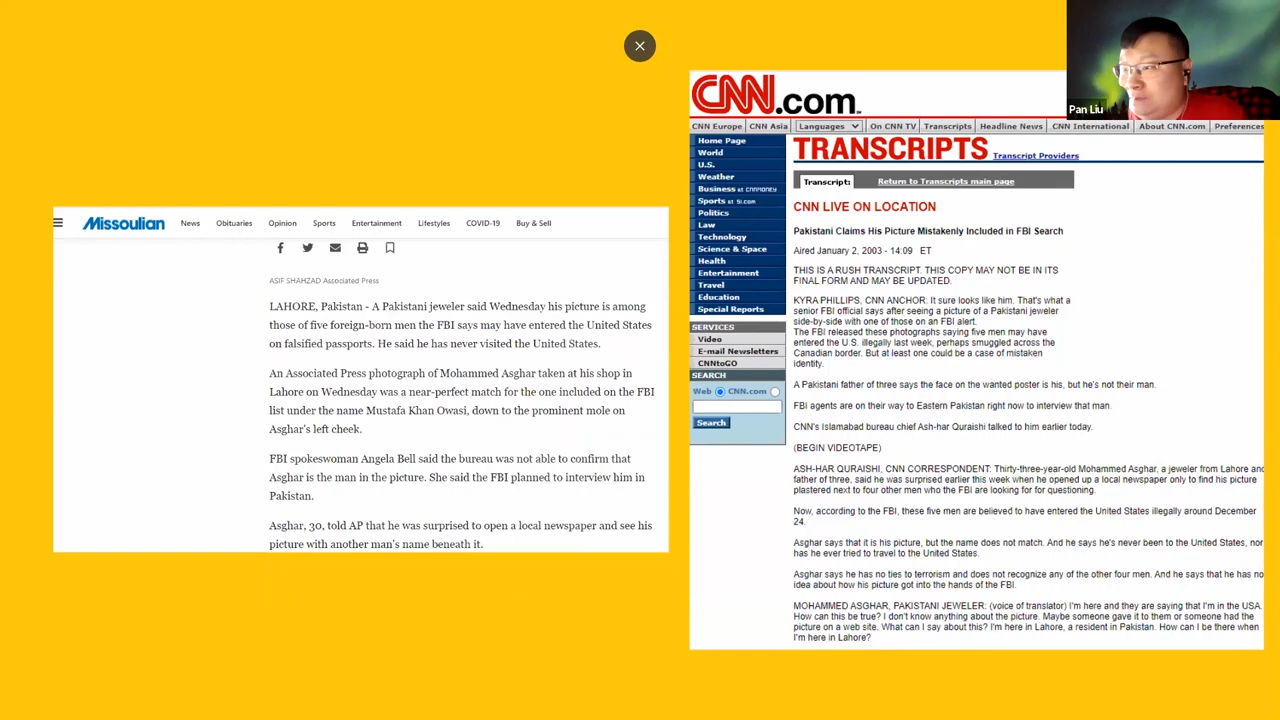 Missoulian
News Obituaries Opinion Sports Entertainment Lifestyles COVID-19 Buy & Sell
ASIF SHAHZAD Associated Press
LAHORE, Pakistan - A Pakistani jeweler said Wednesday his picture is among
those of five foreign-born men the FBI says may have entered the United States
on falsified passports. He said he has never visited the United States.
An Associated Press photograph of Mohammed Asghar taken at his shop in
Lahore on Wednesday was a near-perfect match for the one included on the FBI
list under the name Mustafa Khan Owasi, down to the prominent mole on
Asghar's left cheek.
FBI spokeswoman Angela Bell said the bureau was not able to confirm that
Asghar is the man in the picture. She said the FBI planned to interview him in
Pakistan.
Asghar, 30, told AP that he was surprised to open a local newspaper and see his
picture with another man's name beneath it.
CNN.com
Pan Liu
CNN Europe CNN Asia Languages On CNN TV Transcripts Headline News CNN International About CNN.com Preferences
Home Page
World
U.S.
Weather
Business at CNNMONEY
Sports at SI.com
Politics
Law
Technology
Science & Space
Health
Entertainment
Travel
Education
Special Reports
SERVICES
Video
E-mail Newsletters
CNNtoGO
SEARCH
Web CNN.com
Search
TRANSCRIPTS Transcript Providers
Transcript: Return to Transcripts main page
CNN LIVE ON LOCATION
Pakistani Claims His Picture Mistakenly Included in FBI Search
Aired January 2, 2003 - 14:09 ET
THIS IS A RUSH TRANSCRIPT. THIS COPY MAY NOT BE IN ITS
FINAL FORM AND MAY BE UPDATED.
KYRA PHILLIPS, CNN ANCHOR: It sure looks like him. That's what a
senior FBI official says after seeing a picture of a Pakistani jeweler
side-by-side with one of those on an FBI alert.
The FBI released these photographs saying five men may have
entered the U.S. illegally last week, perhaps smuggled across the
Canadian border. But at least one could be a case of mistaken
identity.
A Pakistani father of three says the face on the wanted poster is his, but he's not their man.
FBI agents are on their way to Eastern Pakistan right now to interview that man.
CNN's Islamabad bureau chief Ash-har Quraishi talked to him earlier today.
(BEGIN VIDEOTAPE)
ASH-HAR QURAISHI, CNN CORRESPONDENT: Thirty-three-year-old Mohammed Asghar, a jeweler from Lahore and
father of three, said he was surprised earlier this week when he opened up a local newspaper only to find his picture
plastered next to four other men who the FBI are looking for for questioning.
Now, according to the FBI, these five men are believed to have entered the United States illegally around December
24.
Asghar says that it is his picture, but the name does not match. And he says he's never been to the United States, nor
has he ever tried to travel to the United States.
Asghar says he has no ties to terrorism and does not recognize any of the other four men. And he says that he has no
idea about how his picture got into the hands of the FBI.
MOHAMMED ASGHAR, PAKISTANI JEWELER: (voice of translator) I'm here and they are saying that I'm in the USA.
How can this be true? I don't know anything about the picture. Maybe someone gave it to them or someone had the
picture on a web site. What can I say about this? I'm here in Lahore, a resident in Pakistan. How can I be there when
I'm here in Lahore?